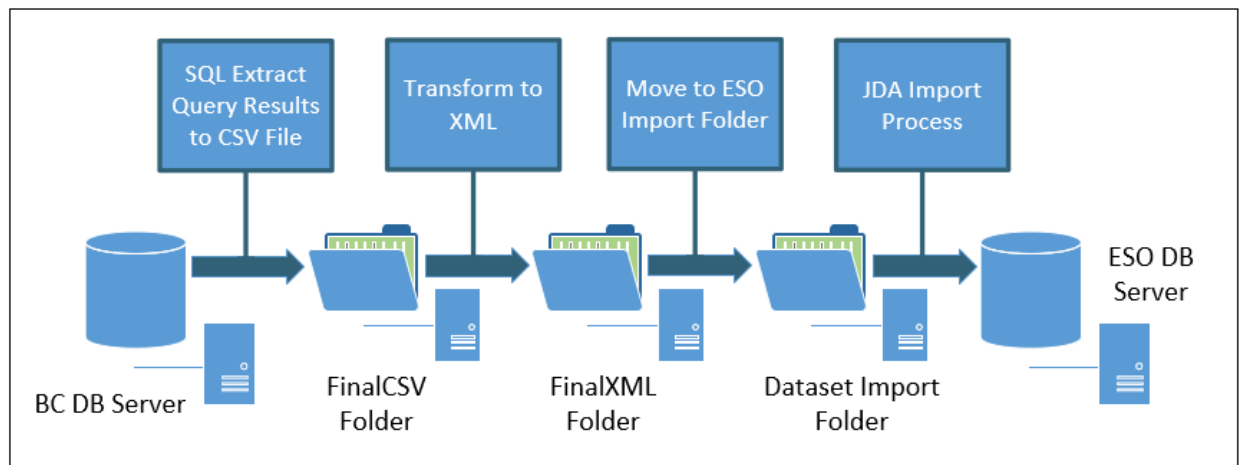 SQL Extract
Query Results
to CSV File
Transform to
XML
Move to ESO
Import Folder
JDA Import
Process
BC DB Server
FinalCSV
Folder
FinalXML
Folder
Dataset Import
Folder
ESO DB
Server